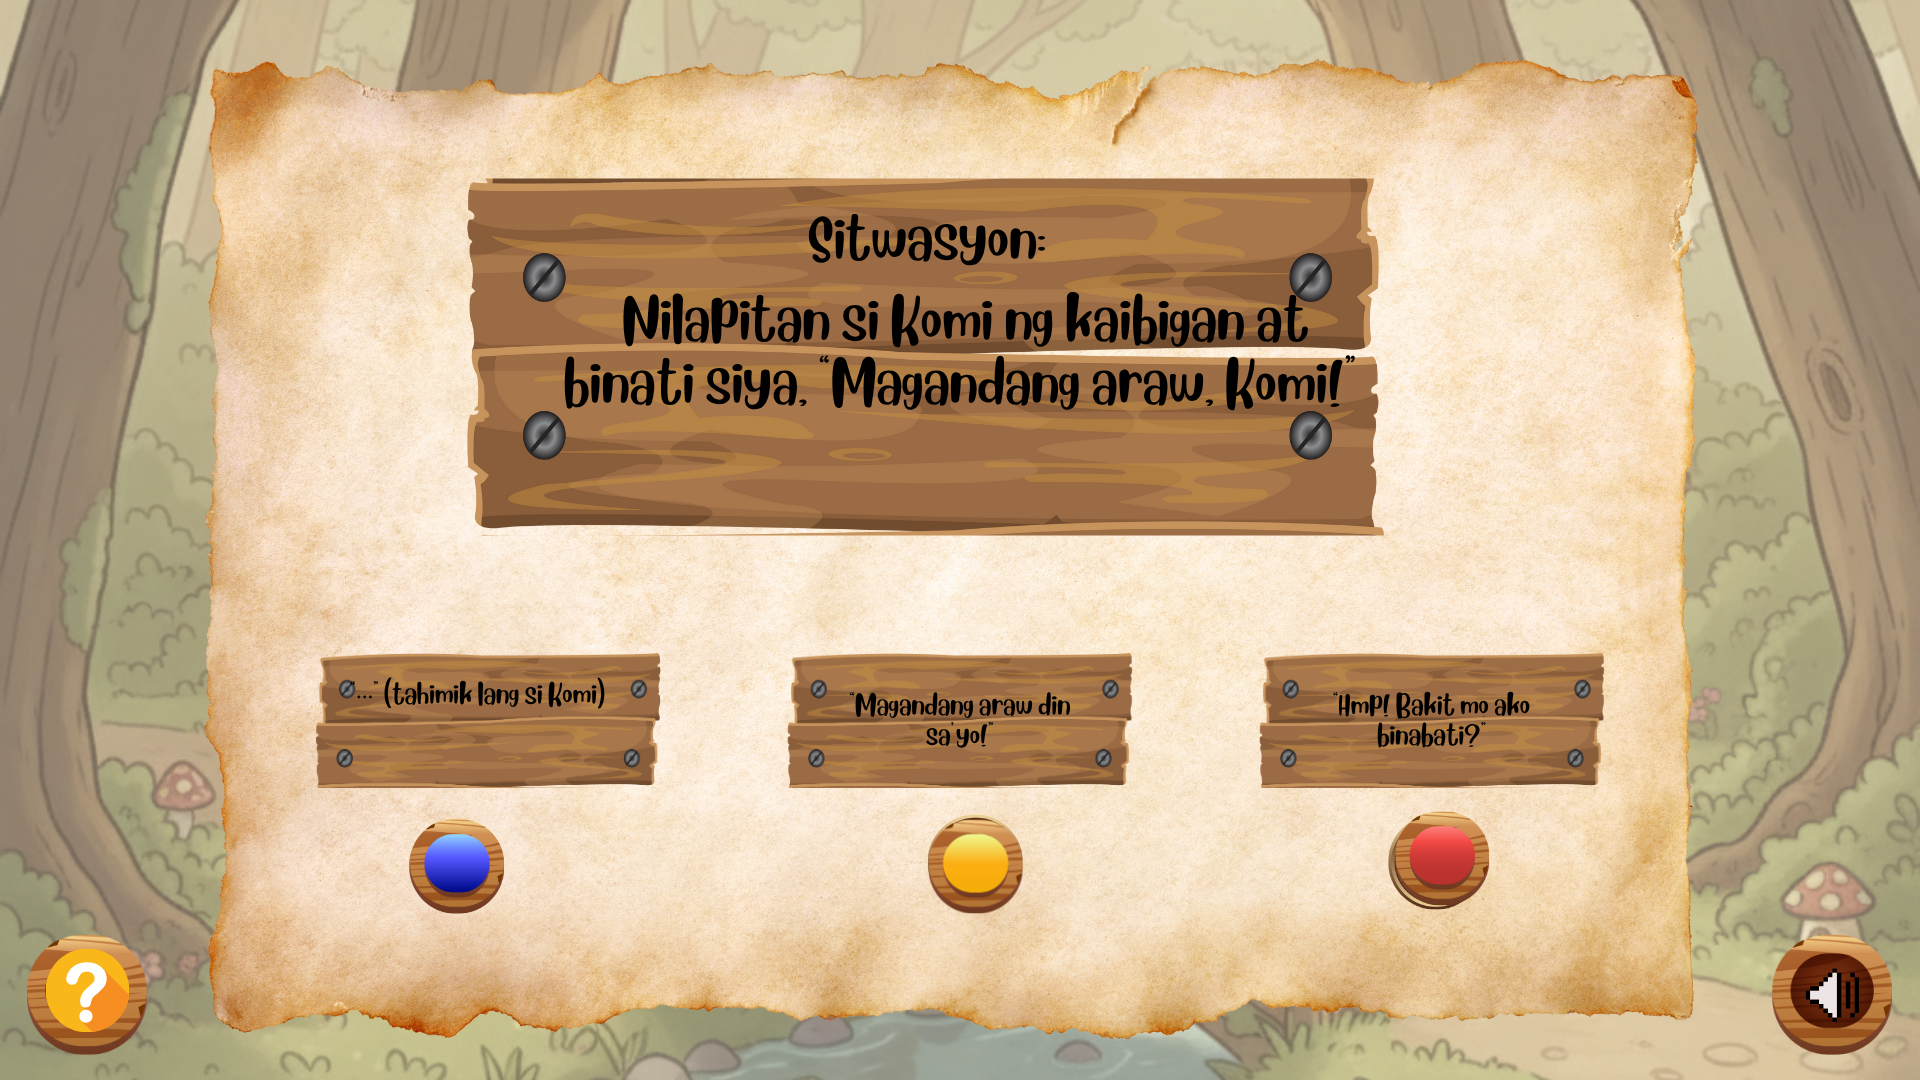 Sitwasyon:
Nilapitan si Komi ng kaibigan at
binati siya, “Magandang araw, Komi!”
“...” (tahimik lang si Komi)
“Magandang araw din
sa'yo!”
“Hmp! Bakit mo ako
binabati?”
?